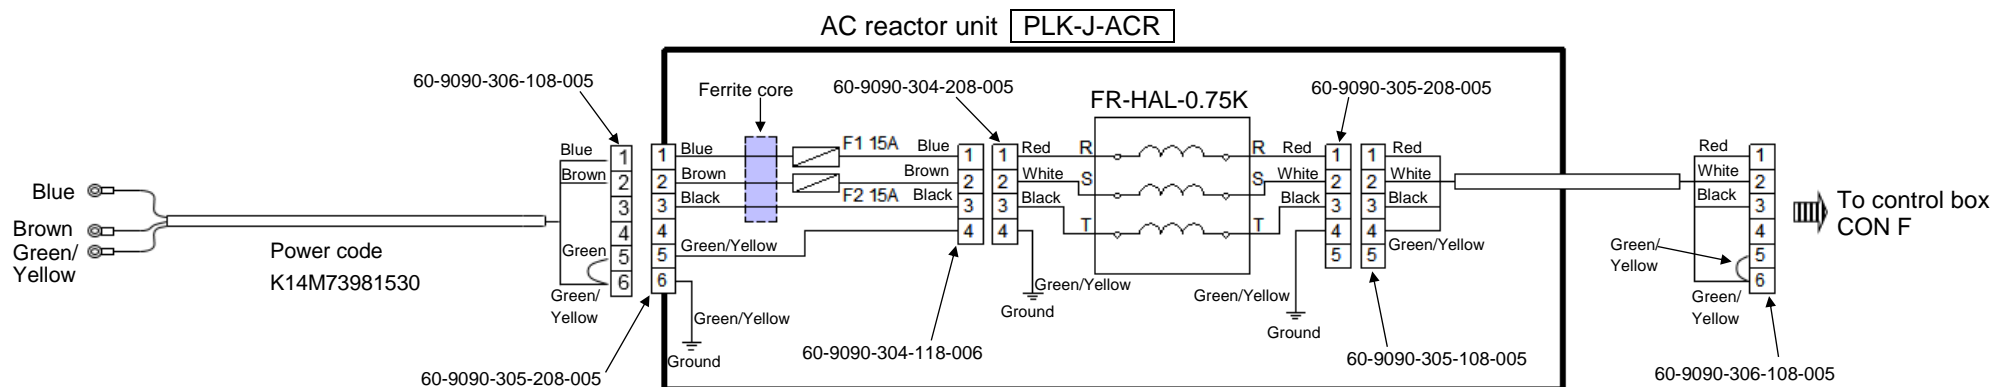 AC reactor unit PLK-J-ACR
60-9090-306-108-005
Ferrite core
60-9090-304-208-005
FR-HAL-0.75K
60-9090-305-208-005
Blue
Brown
Green/
Yellow
Power code
K14M73981530
Blue
Brown
Green
Green/
Yellow
1
2
3
4
5
6
1
2
3
4
5
6
Blue
Brown
Black
Green/Yellow
Green/Yellow
Ground
F1 15A
F2 15A
Blue
Brown
Black
1
2
3
4
1
2
3
4
Red
White
Black
Green/Yellow
Ground
R
S
T
R
S
T
Red
White
Black
Green/Yellow
Ground
1
2
3
4
5
1
2
3
4
5
Red
White
Black
Green/Yellow
Red
White
Black
Green/
Yellow
Green/
Yellow
1
2
3
4
5
6
To control box
CON F
60-9090-305-208-005
60-9090-304-118-006
60-9090-305-108-005
60-9090-306-108-005